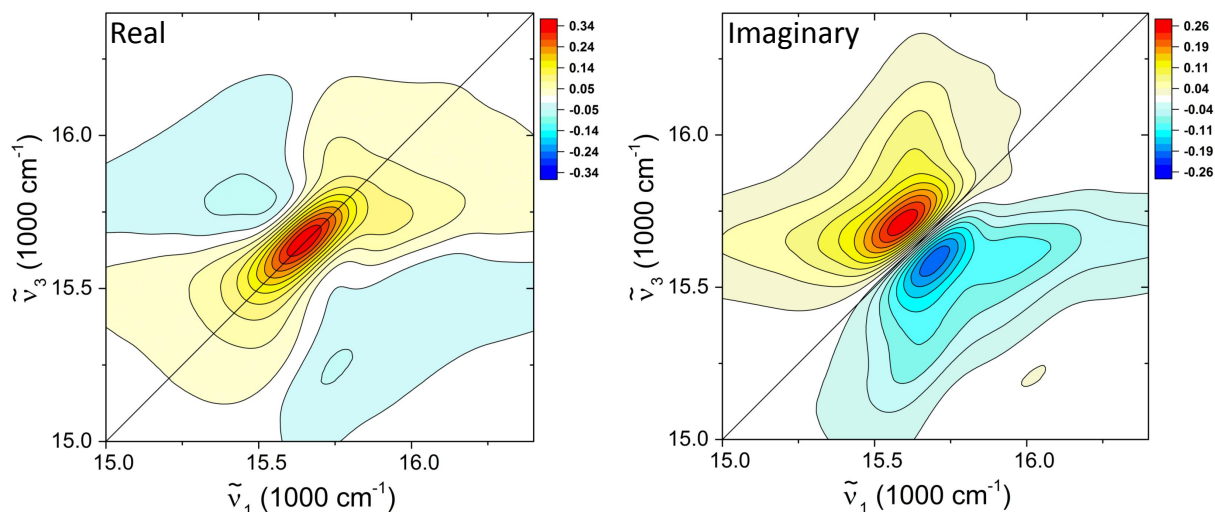 Real
0.34
0.24
0.14
0.05
-0.05
-0.14
-0.24
-0.34
16.0
15.5
15.0
15.0 15.5 16.0
ν̃3 (1000 cm-1)
ν̃1 (1000 cm-1)
Imaginary
0.26
0.19
0.11
0.04
-0.04
-0.11
-0.19
-0.26
16.0
15.5
15.0
15.0 15.5 16.0
ν̃3 (1000 cm-1)
ν̃1 (1000 cm-1)